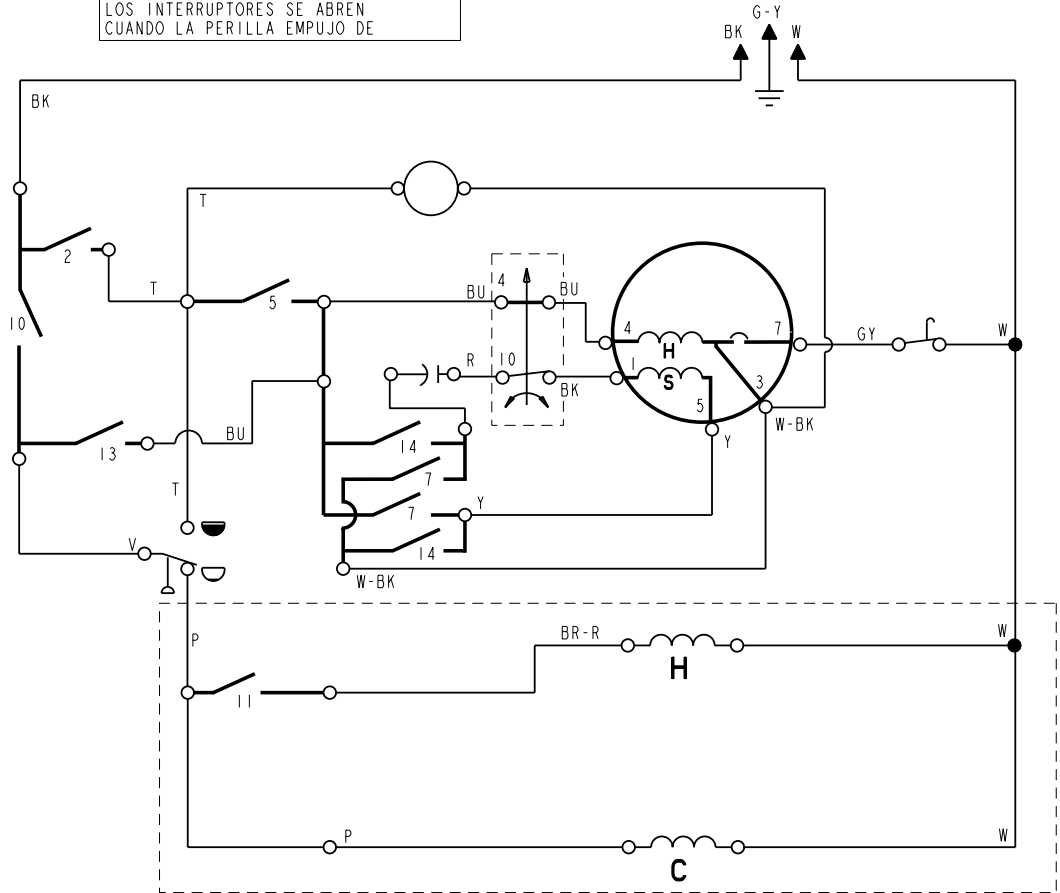 LOS INTERRUPTORES SE ABREN
CUANDO LA PERILLA EMPUJO DE
G-Y
BK
W
BK
T
2
T
5
BU
4
BU
10
4
H
7
GY
W
R
10
BK
1
S
3
5
W-BK
Y
13
BU
14
7
T
7
Y
14
V
W-BK
P
BR-R
W
H
11
P
W
C